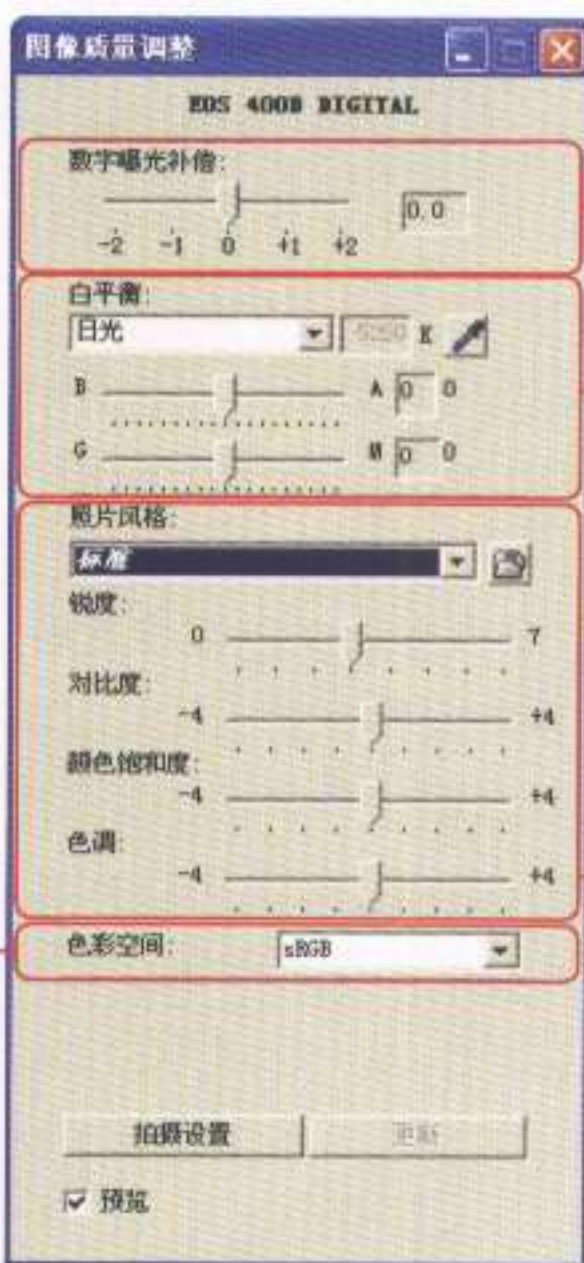 图像质量调整
EOS 400D DIGITAL
数字曝光补偿:
0.0
-2 -1 0 +1 +2
白平衡:
日光 5250 K
B A 0 0
G M 0 0
照片风格:
标准
锐度:
0 7
对比度:
-4 +4
颜色饱和度:
-4 +4
色调:
-4 +4
色彩空间: sRGB
拍摄设置
预览